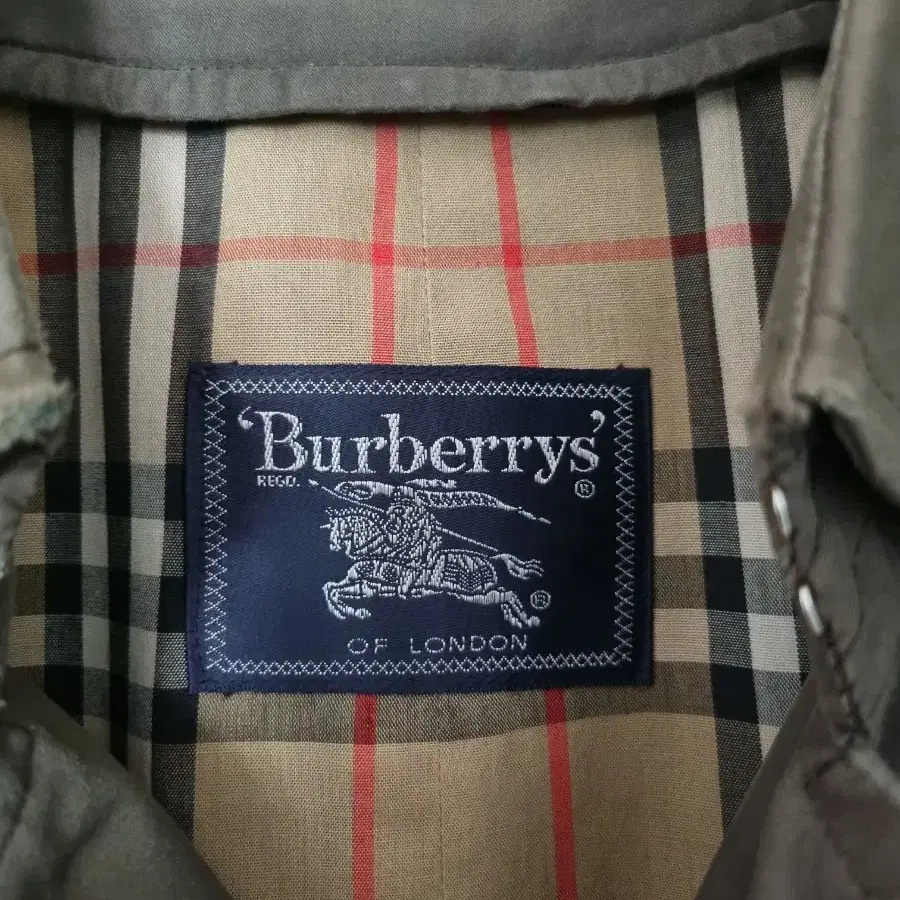 'Burberrys'
REGD. ®
®
OF LONDON